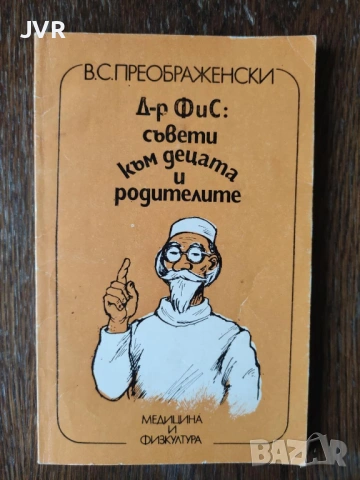 JVR
В.С.ПРЕОБРАЖЕНСКИ
Д-р ФиС:
съвети
към децата
и
родителите
МЕДИЦИНА
И
ФИЗКУЛТУРА
BAZAR